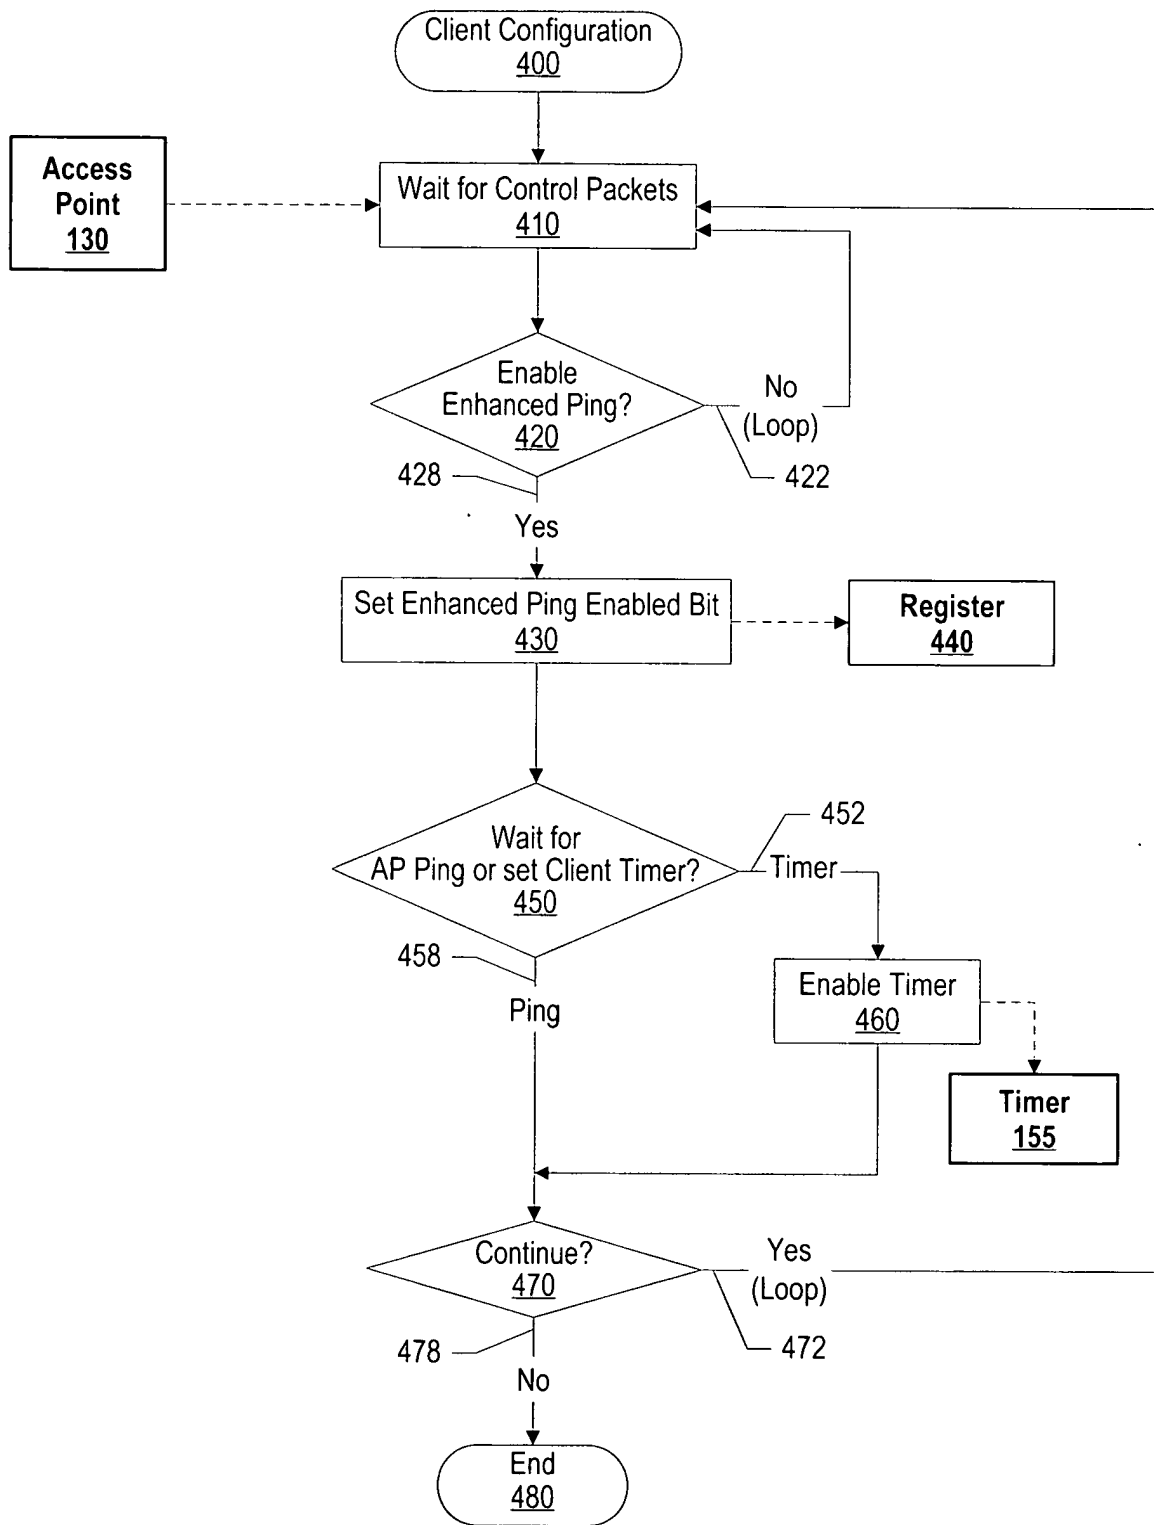 Client Configuration
400
Access
Point
130
Wait for Control Packets
410
Enable
Enhanced Ping?
420
No
(Loop)
422
428
Yes
Set Enhanced Ping Enabled Bit
430
Register
440
Wait for
AP Ping or set Client Timer?
450
452
Timer
458
Ping
Enable Timer
460
Timer
155
Continue?
470
Yes
(Loop)
472
478
No
End
480